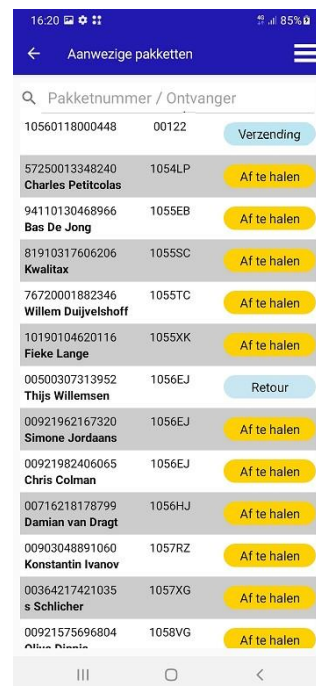 16:20 85%
Aanwezige pakketten
Pakketnummer / Ontvanger
10560118000448 00122 Verzending
57250013348240 1054LP Af te halen
Charles Petitcolas
94110130468966 1055EB Af te halen
Bas De Jong
81910317606206 1055SC Af te halen
Kwalitax
76720001882346 1055TC Af te halen
Willem Duijvelshoff
10190104620116 1055XK Af te halen
Fieke Lange
00500307313952 1056EJ Retour
Thijs Willemsen
00921962167320 1056EJ Af te halen
Simone Jordaans
00921982406065 1056EJ Af te halen
Chris Colman
00716218178799 1056HJ Af te halen
Damian van Dragt
00903048891060 1057RZ Af te halen
Konstantin Ivanov
00364217421035 1057XG Af te halen
s Schlicher
00921575696804 1058VG Af te halen